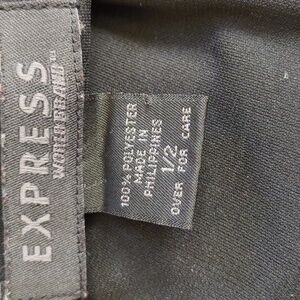 EXPRESS
WORLD BRAND
100% POLYESTER
MADE IN
PHILIPPINES
1/2
OVER FOR CARE